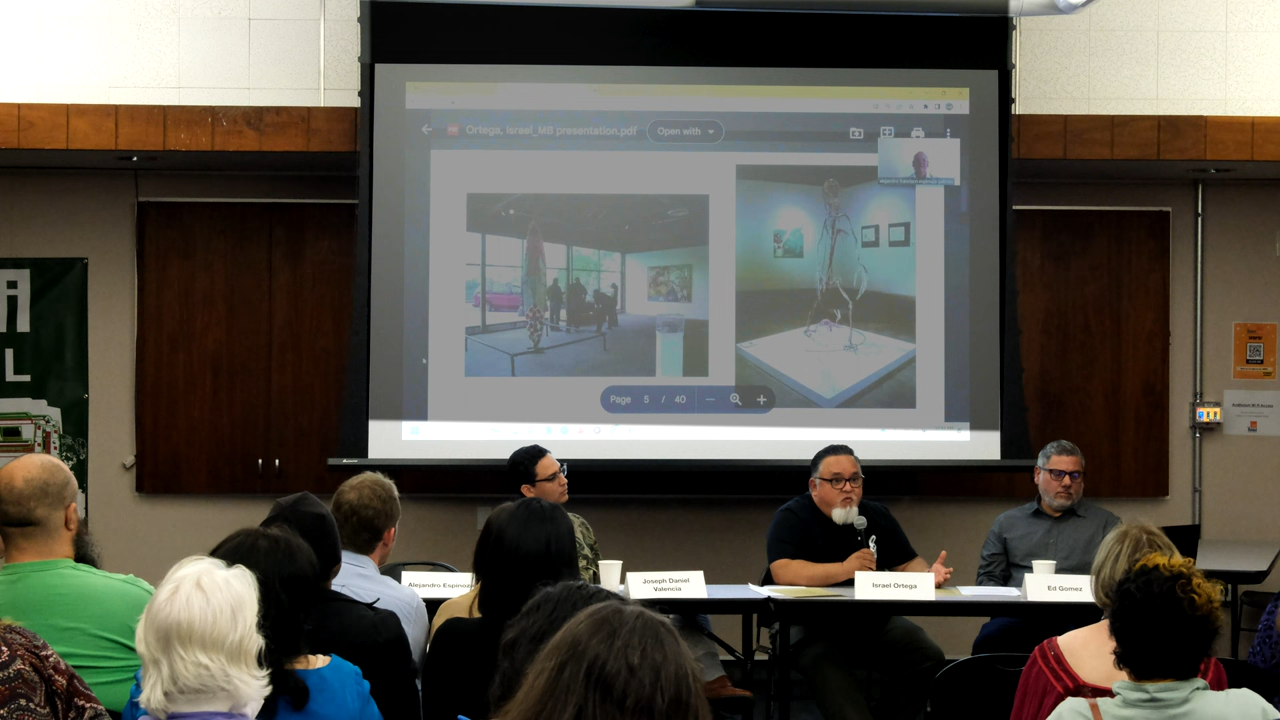 Ortega, Israel_MB presentation.pdf
Open with
Page 5 / 40
i
L
Alejandro Espinoza
Joseph Daniel
Valencia
Israel Ortega
Ed Gomez